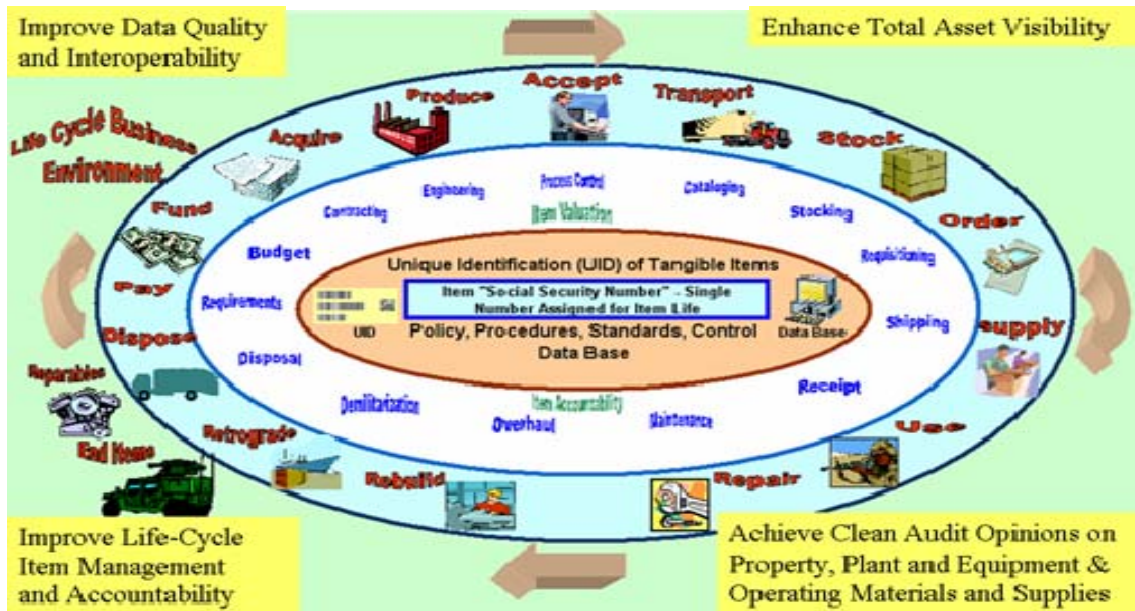 Improve Data Quality
and Interoperability
Enhance Total Asset Visibility
Life Cycle Business
Environment
Fund
Acquire
Produce
Accept
Transport
Stock
Order
supply
Use
Repair
Rebuild
Retrograde
Dispose
Pay
Reparables
End Items
Requirements
Budget
Contracting
Engineering
Process Control
Cataloging
Stocking
Requisitioning
Shipping
Receipt
Maintenance
Overhaul
Demilitarization
Disposal
Item Valuation
Unique Identification (UID) of Tangible Items
Item "Social Security Number" – Single
Number Assigned for Item Life
UID
Data Base
Policy, Procedures, Standards, Control
Data Base
Item Accountability
Improve Life-Cycle
Item Management
and Accountability
Achieve Clean Audit Opinions on
Property, Plant and Equipment &
Operating Materials and Supplies